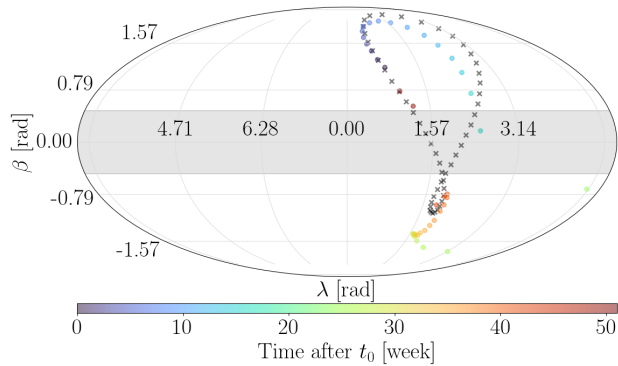 1.57
0.79
β [rad]
0.00
4.71 6.28 0.00 1.57 3.14
-0.79
-1.57
λ [rad]
0 10 20 30 40 50
Time after t₀ [week]